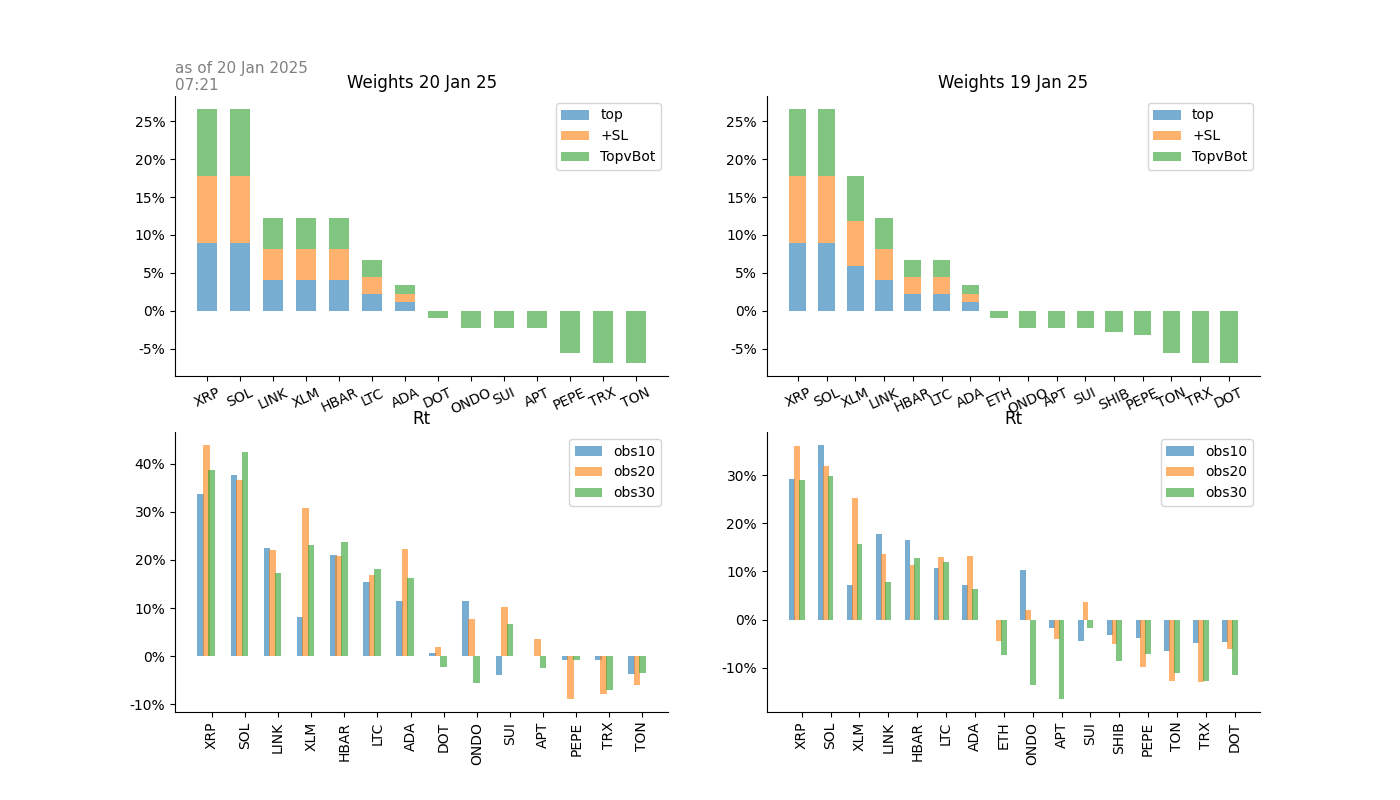 as of 20 Jan 2025
07:21
Weights 20 Jan 25
25%
20%
15%
10%
5%
0%
-5%
top
+SL
TopvBot
XRP SOL LINK XLM HBAR LTC ADA DOT ONDO SUI APT PEPE TRX TON
Weights 19 Jan 25
25%
20%
15%
10%
5%
0%
-5%
top
+SL
TopvBot
XRP SOL XLM LINK HBAR LTC ADA ETH ONDO APT SUI SHIB PEPE TON TRX DOT
Rt
40%
30%
20%
10%
0%
-10%
obs10
obs20
obs30
XRP SOL LINK XLM HBAR LTC ADA DOT ONDO SUI APT PEPE TRX TON
Rt
30%
20%
10%
0%
-10%
obs10
obs20
obs30
XRP SOL XLM LINK HBAR LTC ADA ETH ONDO APT SUI SHIB PEPE TON TRX DOT